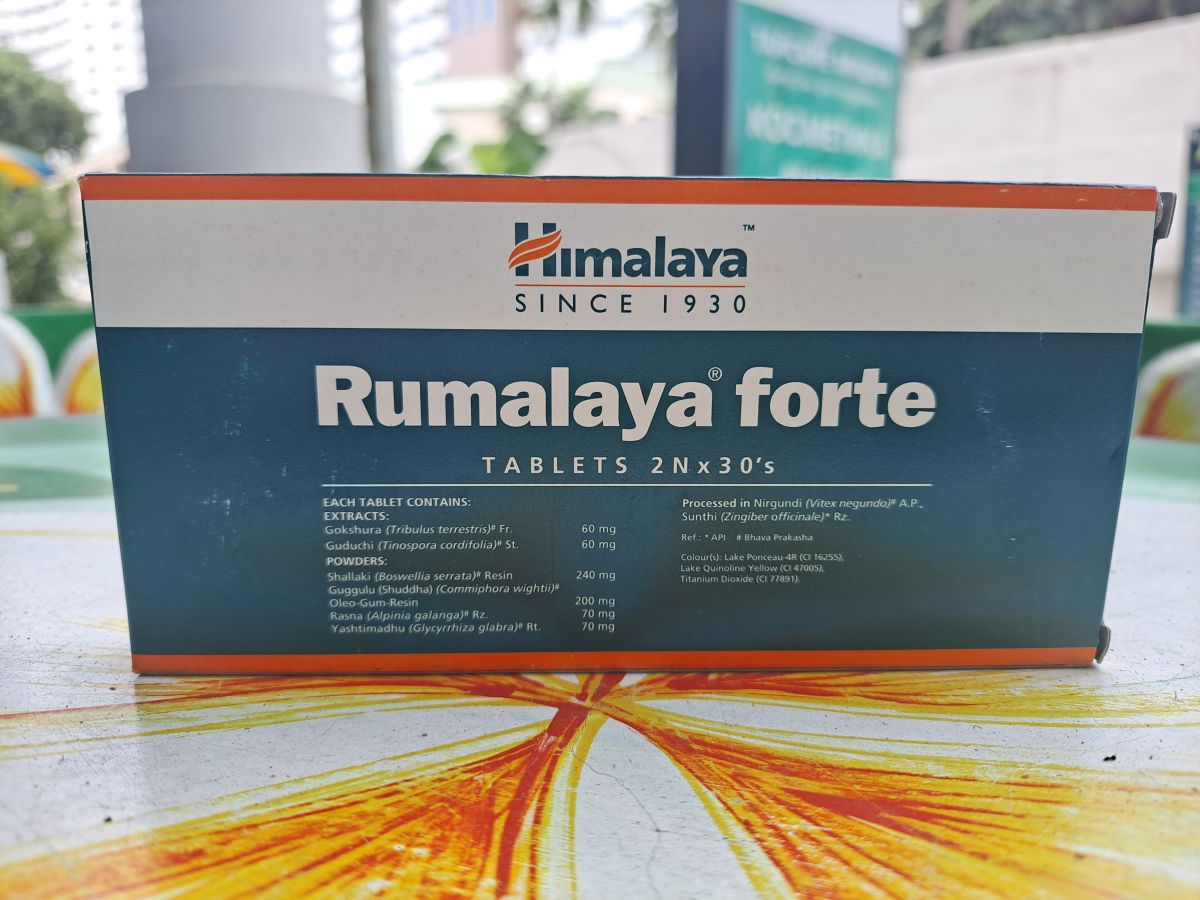 Himalaya™
SINCE 1930
Rumalaya® forte
TABLETS 2N x 30's
EACH TABLET CONTAINS:
EXTRACTS:
Gokshura (Tribulus terrestris)# Fr. 60 mg
Guduchi (Tinospora cordifolia)# St. 60 mg
POWDERS:
Shallaki (Boswellia serrata)# Resin 240 mg
Guggulu (Shuddha) (Commiphora wightii)#
Oleo-Gum-Resin 200 mg
Rasna (Alpinia galanga)# Rz. 70 mg
Yashtimadhu (Glycyrrhiza glabra)# Rt. 70 mg
Processed in Nirgundi (Vitex negundo)# A.P.,
Sunthi (Zingiber officinale)* Rz.
Ref.: * API # Bhava Prakasha
Colour(s): Lake Ponceau-4R (CI 16255),
Lake Quinoline Yellow (CI 47005),
Titanium Dioxide (CI 77891).
КОСМЕТИКА